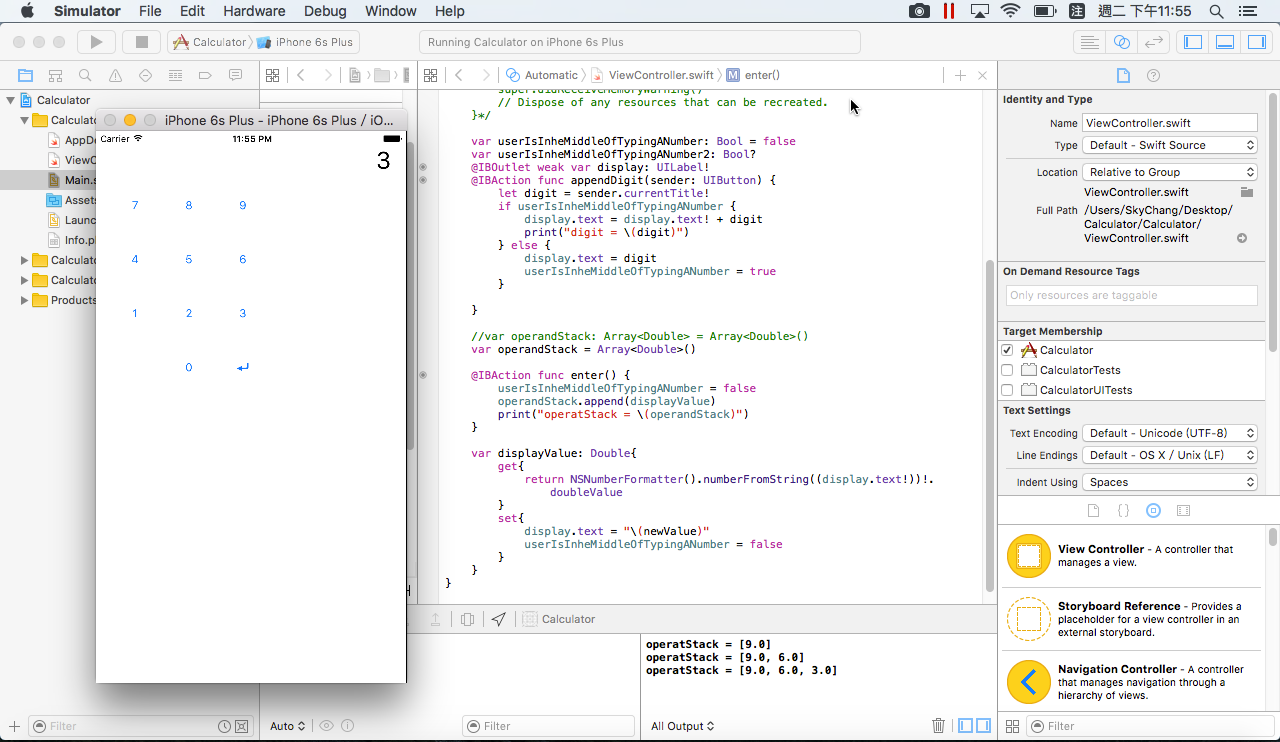 Simulator File Edit Hardware Debug Window Help 注 週二 下午11:55
Calculator iPhone 6s Plus Running Calculator on iPhone 6s Plus
Automatic ViewController.swift M enter()
Calculator
Calculato
AppDe
ViewC
Main.s
Assets
Launc
Info.pl
Calculato
Calculato
Products
Filter
iPhone 6s Plus - iPhone 6s Plus / iO...
Carrier 11:55 PM
3
7 8 9
4 5 6
1 2 3
0
super.didReceiveMemoryWarning()
// Dispose of any resources that can be recreated.
}*/
var userIsInheMiddleOfTypingANumber: Bool = false
var userIsInheMiddleOfTypingANumber2: Bool?
@IBOutlet weak var display: UILabel!
@IBAction func appendDigit(sender: UIButton) {
let digit = sender.currentTitle!
if userIsInheMiddleOfTypingANumber {
display.text = display.text! + digit
print("digit = \(digit)")
} else {
display.text = digit
userIsInheMiddleOfTypingANumber = true
}
}
//var operandStack: Array<Double> = Array<Double>()
var operandStack = Array<Double>()
@IBAction func enter() {
userIsInheMiddleOfTypingANumber = false
operandStack.append(displayValue)
print("operatStack = \(operandStack)")
}
var displayValue: Double{
get{
return NSNumberFormatter().numberFromString((display.text!))!.
doubleValue
}
set{
display.text = "\(newValue)"
userIsInheMiddleOfTypingANumber = false
}
}
}
Calculator
operatStack = [9.0]
operatStack = [9.0, 6.0]
operatStack = [9.0, 6.0, 3.0]
Auto Filter All Output
Identity and Type
Name ViewController.swift
Type Default - Swift Source
Location Relative to Group
ViewController.swift
Full Path /Users/SkyChang/Desktop/
Calculator/Calculator/
ViewController.swift
On Demand Resource Tags
Only resources are taggable
Target Membership
Calculator
CalculatorTests
CalculatorUITests
Text Settings
Text Encoding Default - Unicode (UTF-8)
Line Endings Default - OS X / Unix (LF)
Indent Using Spaces
View Controller - A controller that
manages a view.
Storyboard Reference - Provides a
placeholder for a view controller in an
external storyboard.
Navigation Controller - A controller
that manages navigation through a
hierarchy of views.
Filter